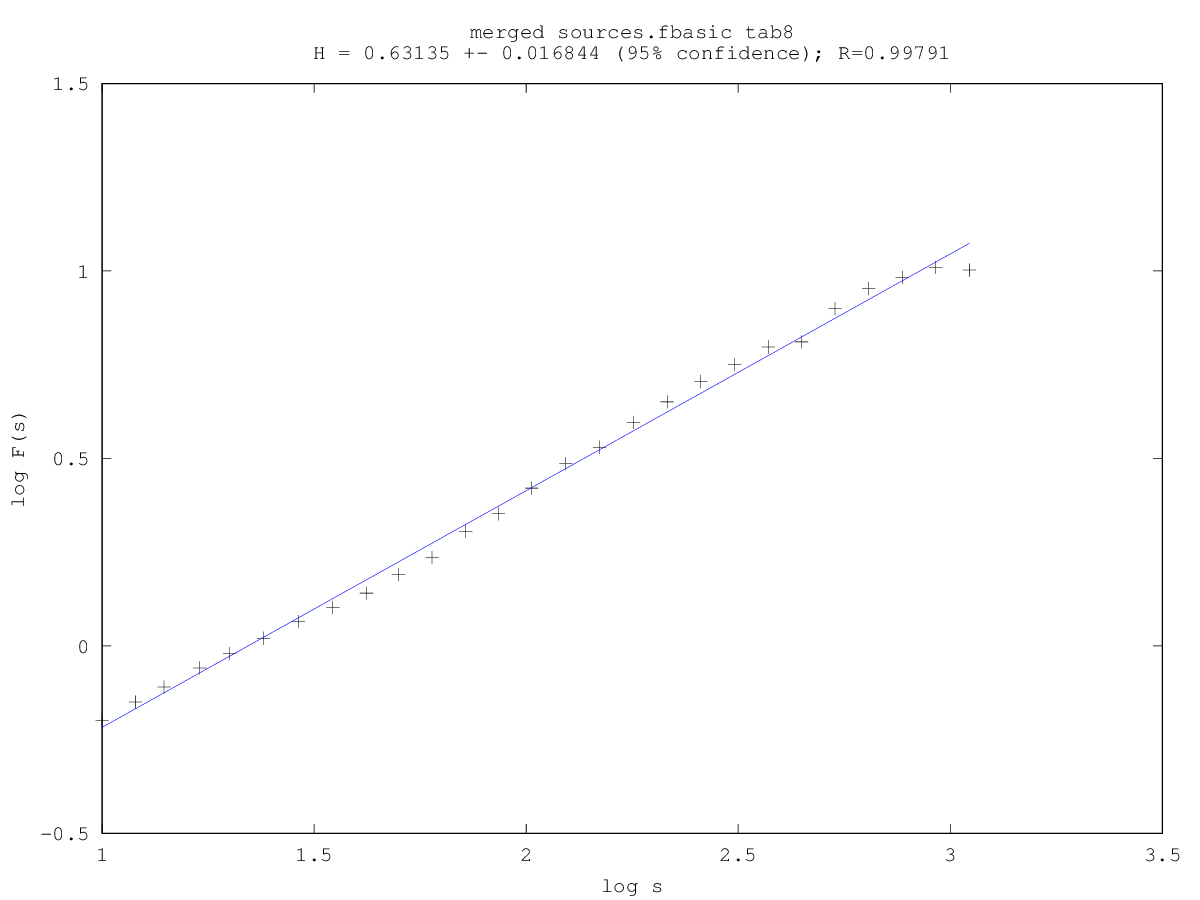 merged sources.fbasic tab8
H = 0.63135 +- 0.016844 (95% confidence); R=0.99791
1.5
1
0.5
0
-0.5
log F(s)
1 1.5 2 2.5 3 3.5
log s